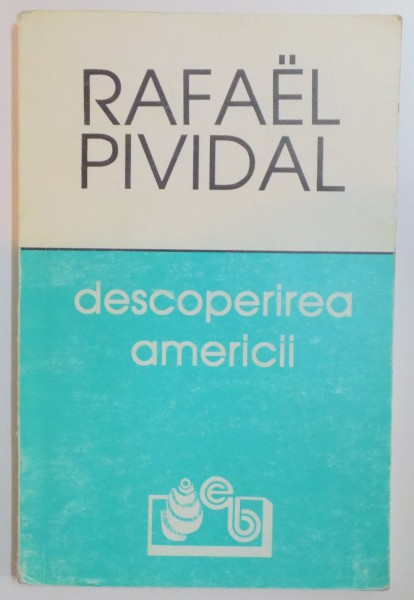 RAFAËL
PIVIDAL
descoperirea
americii
eb